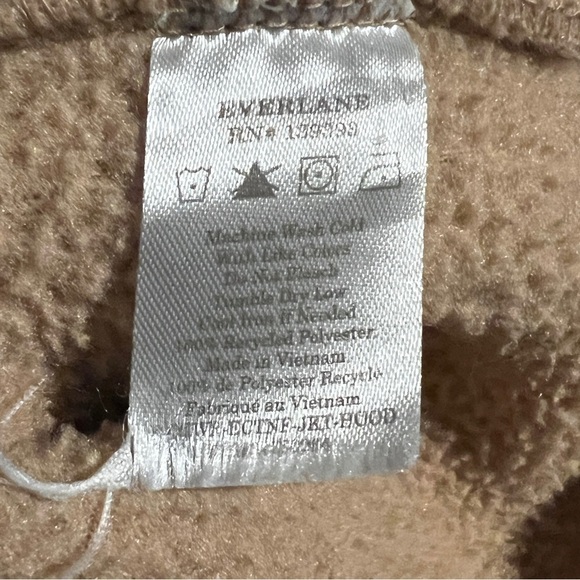 EVERLANE
RN# 139399
Machine Wash Cold
With Like Colors
Do Not Bleach
Tumble Dry Low
Cool Iron If Needed
100% Recycled Polyester
Made in Vietnam
100% de Polyester Recycle
Fabriqué au Vietnam